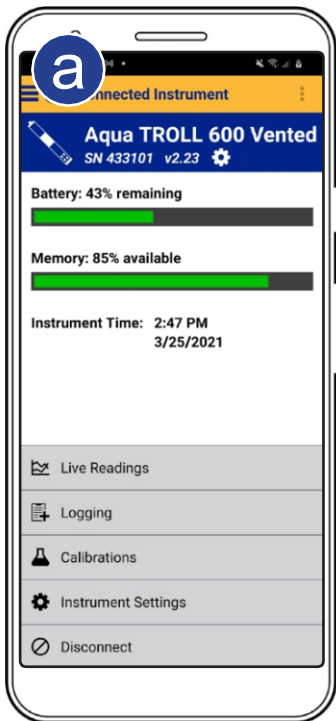 a
nnected Instrument
Aqua TROLL 600 Vented
SN 433101 v2.23
Battery: 43% remaining
Memory: 85% available
Instrument Time: 2:47 PM
3/25/2021
Live Readings
Logging
Calibrations
Instrument Settings
Disconnect